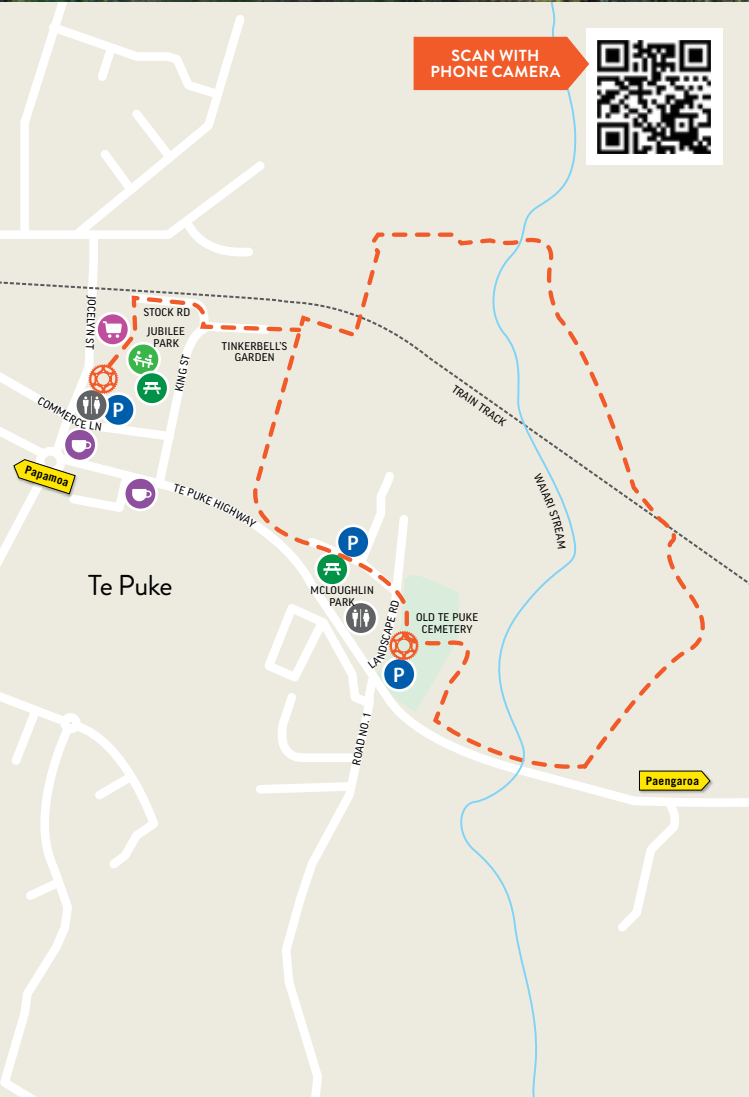 SCAN WITH
PHONE CAMERA
JOCELYN ST
STOCK RD
JUBILEE
PARK
KING ST
TINKERBELL'S
GARDEN
COMMERCE LN
P
Papamoa
TE PUKE HIGHWAY
TRAIN TRACK
WAIARI STREAM
P
Te Puke
MCLOUGHLIN
PARK
LANDSCAPE RD
OLD TE PUKE
CEMETERY
P
ROAD NO. 1
Paengaroa